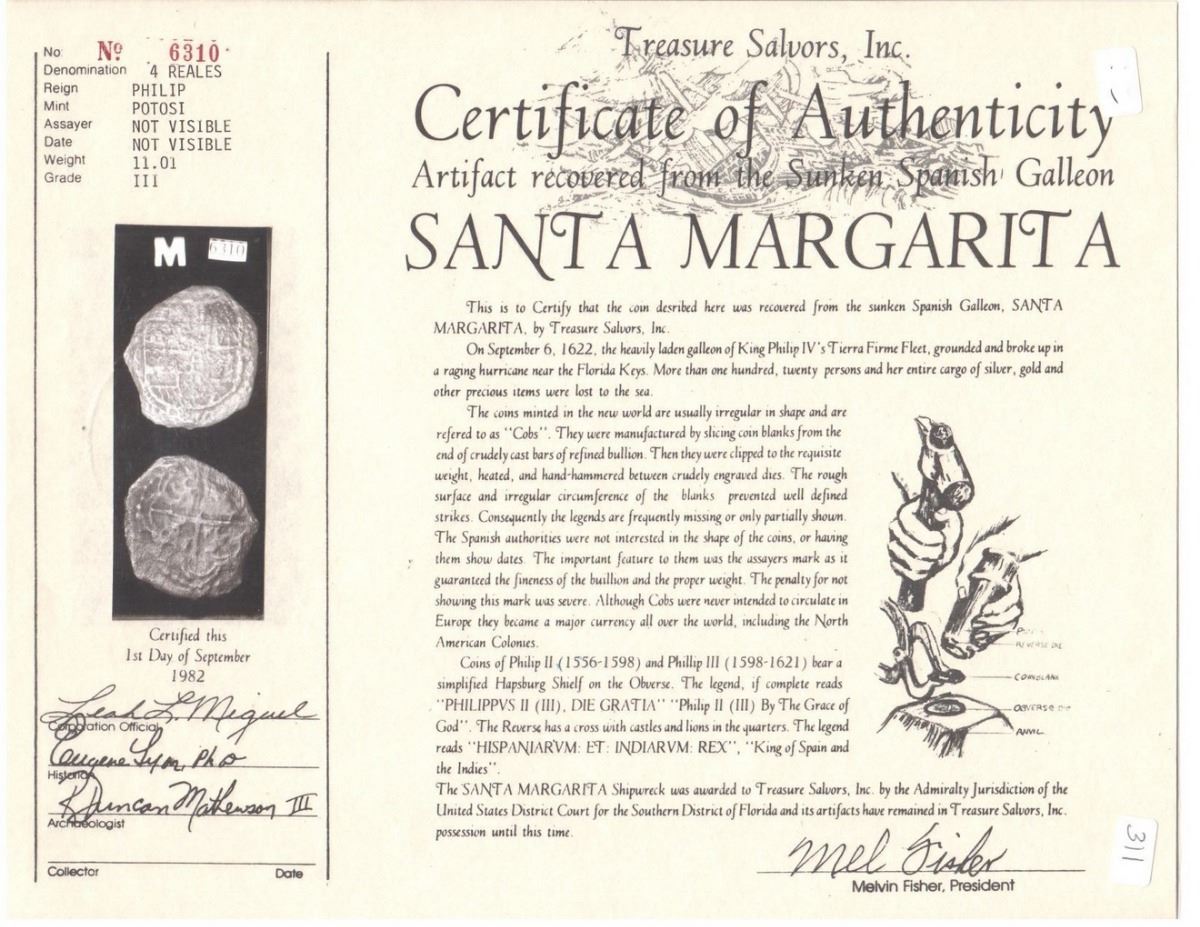 No: Nº 6310
Denomination 4 REALES
Reign PHILIP
Mint POTOSI
Assayer NOT VISIBLE
Date NOT VISIBLE
Weight 11.01
Grade III
M 6310
Certified this
1st Day of September
1982
Leah L. Miguel
Corporation Official
Eugene Lyon, PhD
Historian
R Duncan Mathewson III
Archaeologist
Collector Date
Treasure Salvors, Inc.
Certificate of Authenticity
Artifact recovered from the Sunken Spanish Galleon
SANTA MARGARITA
This is to Certify that the coin desribed here was recovered from the sunken Spanish Galleon, SANTA
MARGARITA, by Treasure Salvors, Inc.
On September 6, 1622, the heavily laden galleon of King Philip IV's Tierra Firme Fleet, grounded and broke up in
a raging hurricane near the Florida Keys. More than one hundred, twenty persons and her entire cargo of silver, gold and
other precious items were lost to the sea.
The coins minted in the new world are usually irregular in shape and are
refered to as "Cobs". They were manufactured by slicing coin blanks from the
end of crudely cast bars of refined bullion. Then they were clipped to the requisite
weight, heated, and hand-hammered between crudely engraved dies. The rough
surface and irregular circumference of the blanks prevented well defined
strikes. Consequently the legends are frequently missing or only partially shown.
The Spanish authorities were not interested in the shape of the coins, or having
them show dates. The important feature to them was the assayers mark as it
guaranteed the fineness of the buillion and the proper weight. The penalty for not
showing this mark was severe. Although Cobs were never intended to circulate in
Europe they became a major currency all over the world, including the North
American Colonies.
Coins of Philip II (1556-1598) and Phillip III (1598-1621) bear a
simplified Hapsburg Shielf on the Obverse. The legend, if complete reads
"PHILIPPVS II (III), DIE GRATIA" "Philip II (III) By The Grace of
God". The Reverse has a cross with castles and lions in the quarters. The legend
reads "HISPANIARVM: ET: INDIARVM: REX", "King of Spain and
the Indies".
REVERSE DIE
COIN BLANK
OBVERSE DIE
ANVIL
The SANTA MARGARITA Shipwreck was awarded to Treasure Salvors, Inc. by the Admiralty Jurisdiction of the
United States District Court for the Southern District of Florida and its artifacts have remained in Treasure Salvors, Inc.
possession until this time.
Mel Fisher
Melvin Fisher, President
311